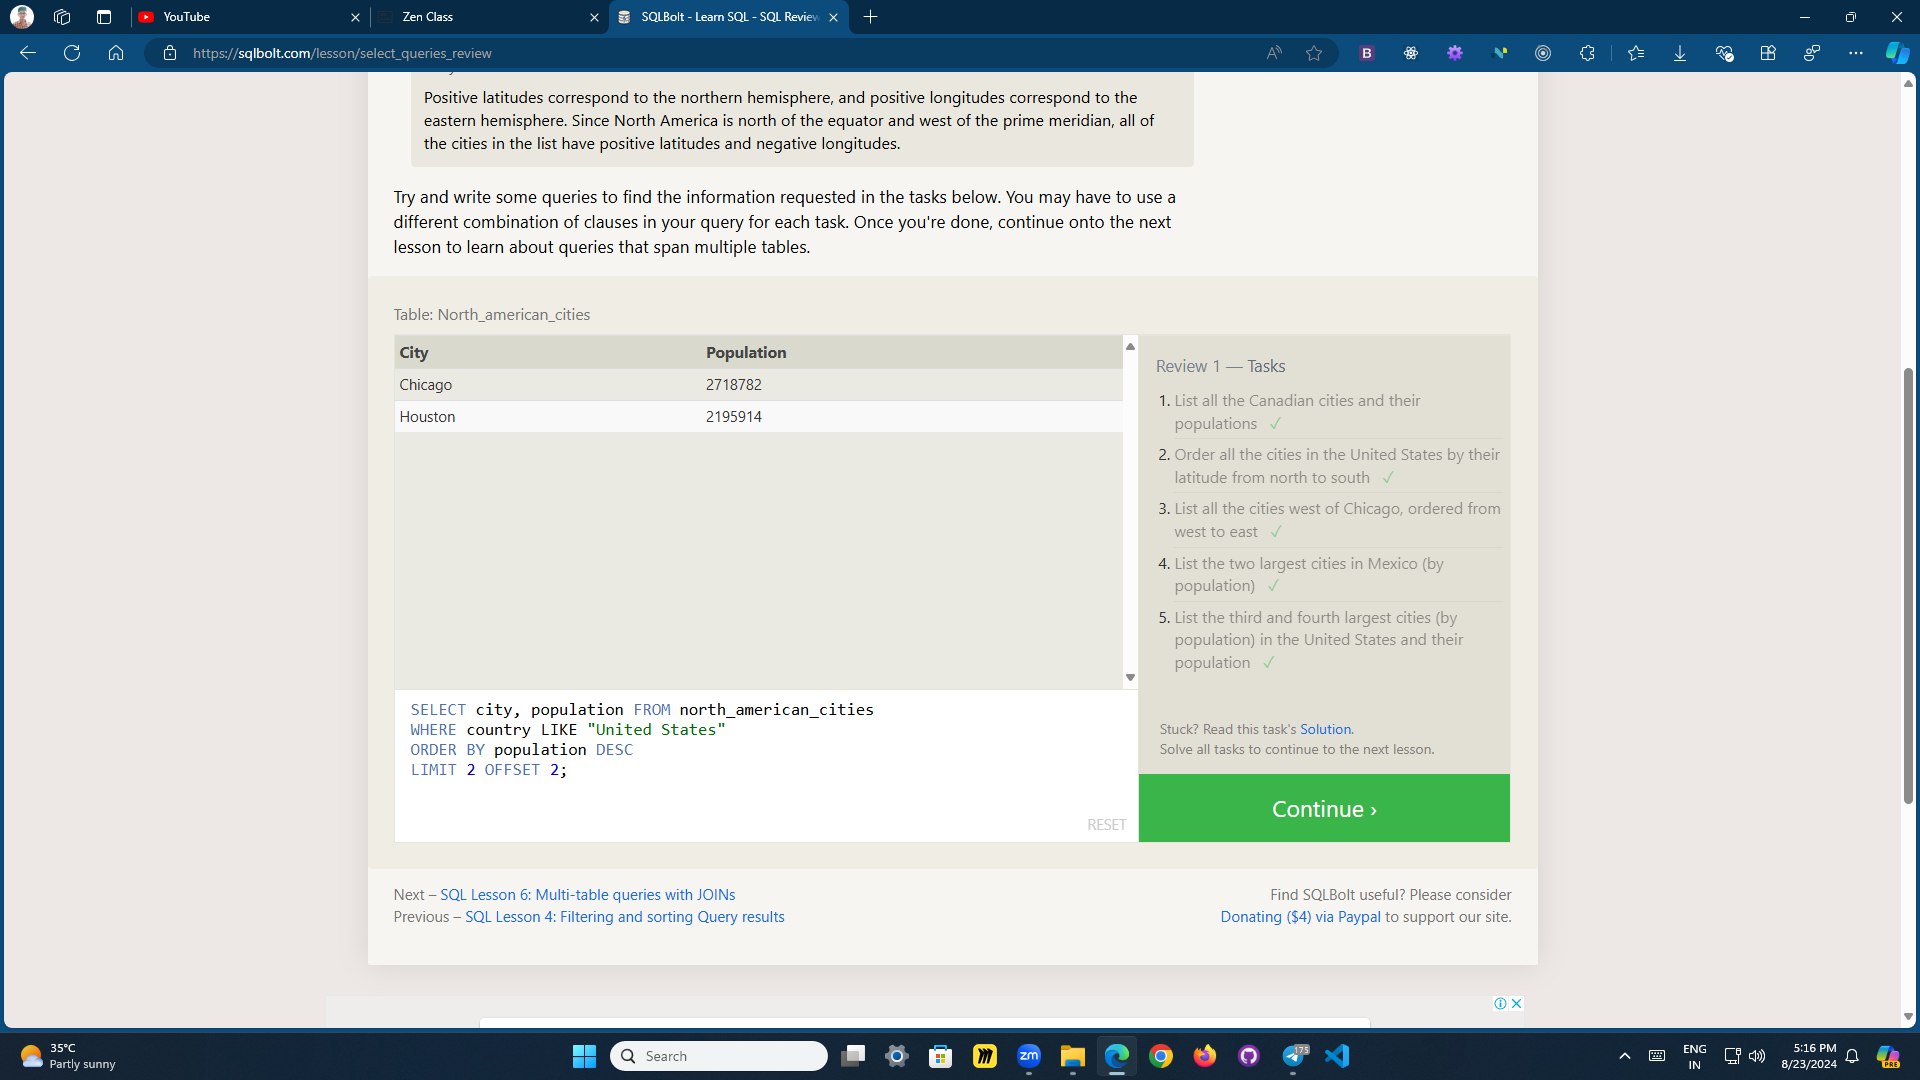 YouTube
Zen Class
SQLBolt - Learn SQL - SQL Review
https://sqlbolt.com/lesson/select_queries_review
Positive latitudes correspond to the northern hemisphere, and positive longitudes correspond to the
eastern hemisphere. Since North America is north of the equator and west of the prime meridian, all of
the cities in the list have positive latitudes and negative longitudes.
Try and write some queries to find the information requested in the tasks below. You may have to use a
different combination of clauses in your query for each task. Once you're done, continue onto the next
lesson to learn about queries that span multiple tables.
Table: North_american_cities
City Population
Chicago 2718782
Houston 2195914
SELECT city, population FROM north_american_cities
WHERE country LIKE "United States"
ORDER BY population DESC
LIMIT 2 OFFSET 2;
RESET
Review 1 — Tasks
1. List all the Canadian cities and their
populations ✓
2. Order all the cities in the United States by their
latitude from north to south ✓
3. List all the cities west of Chicago, ordered from
west to east ✓
4. List the two largest cities in Mexico (by
population) ✓
5. List the third and fourth largest cities (by
population) in the United States and their
population ✓
Stuck? Read this task's Solution.
Solve all tasks to continue to the next lesson.
Continue ›
Next – SQL Lesson 6: Multi-table queries with JOINs
Previous – SQL Lesson 4: Filtering and sorting Query results
Find SQLBolt useful? Please consider
Donating ($4) via Paypal to support our site.
35°C
Partly sunny
Search
zm
175
ENG
IN
5:16 PM
8/23/2024
PRE